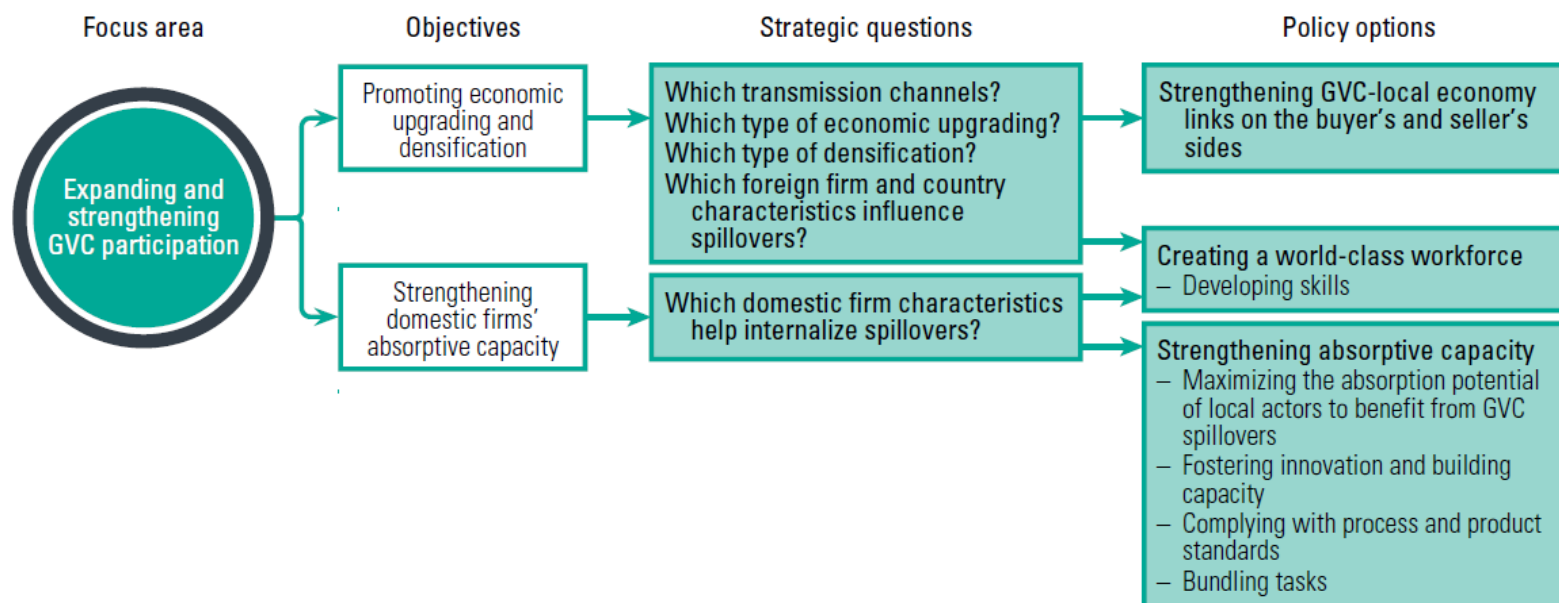 Focus area
Objectives
Strategic questions
Policy options
Expanding and
strengthening
GVC participation
Promoting economic
upgrading and
densification
Strengthening
domestic firms’
absorptive capacity
Which transmission channels?
Which type of economic upgrading?
Which type of densification?
Which foreign firm and country
characteristics influence
spillovers?
Which domestic firm characteristics
help internalize spillovers?
Strengthening GVC-local economy
links on the buyer’s and seller’s
sides
Creating a world-class workforce
– Developing skills
Strengthening absorptive capacity
– Maximizing the absorption potential
of local actors to benefit from GVC
spillovers
– Fostering innovation and building
capacity
– Complying with process and product
standards
– Bundling tasks